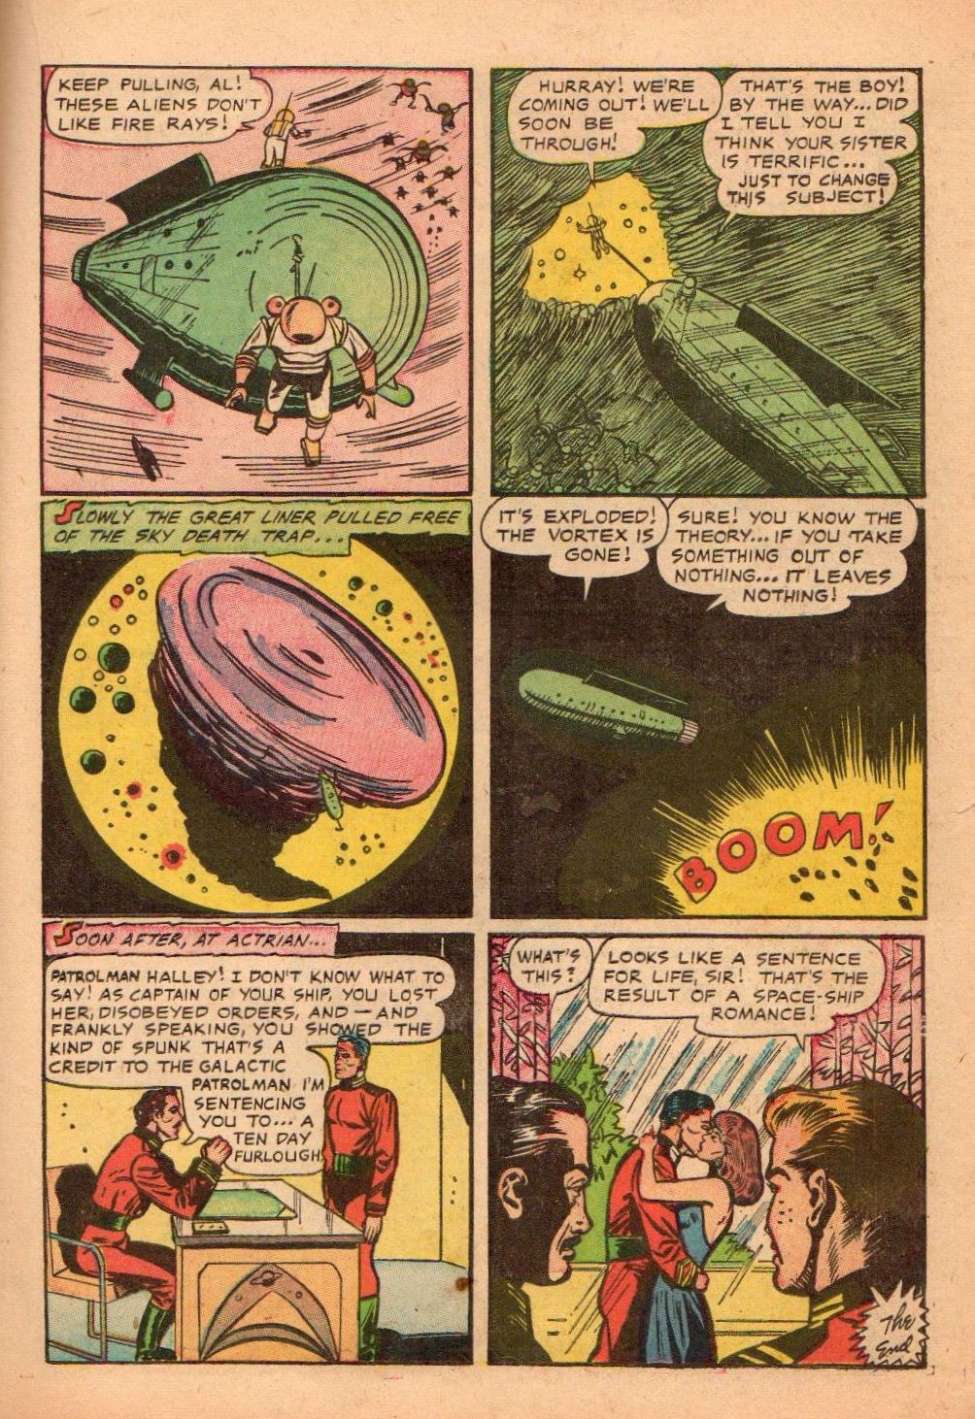 KEEP PULLING, AL!
THESE ALIENS DON'T
LIKE FIRE RAYS!
HURRAY! WE'RE
COMING OUT! WE'LL
SOON BE
THROUGH!
THAT'S THE BOY!
BY THE WAY...DID
I TELL YOU I
THINK YOUR SISTER
IS TERRIFIC...
JUST TO CHANGE
THIS SUBJECT!
SLOWLY THE GREAT LINER PULLED FREE
OF THE SKY DEATH TRAP...
IT'S EXPLODED!
THE VORTEX IS
GONE!
SURE! YOU KNOW THE
THEORY...IF YOU TAKE
SOMETHING OUT OF
NOTHING...IT LEAVES
NOTHING!
BOOM!
SOON AFTER, AT ACTRIAN...
PATROLMAN HALLEY! I DON'T KNOW WHAT TO
SAY! AS CAPTAIN OF YOUR SHIP, YOU LOST
HER, DISOBEYED ORDERS, AND—AND
FRANKLY SPEAKING, YOU SHOWED THE
KIND OF SPUNK THAT'S A
CREDIT TO THE GALACTIC
PATROLMAN I'M
SENTENCING
YOU TO... A
TEN DAY
FURLOUGH!
WHAT'S
THIS?
LOOKS LIKE A SENTENCE
FOR LIFE, SIR! THAT'S THE
RESULT OF A SPACE-SHIP
ROMANCE!
The
End